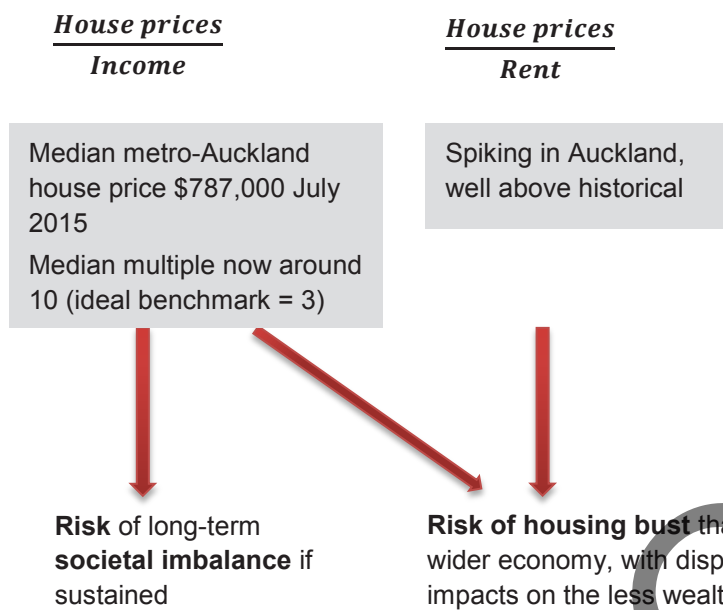 House prices
Income
House prices
Rent
Median metro-Auckland
house price $787,000 July
2015
Median multiple now around
10 (ideal benchmark = 3)
Spiking in Auckland,
well above historical
Risk of long-term
societal imbalance if
sustained
Risk of housing bust
wider economy, with
impacts on the less